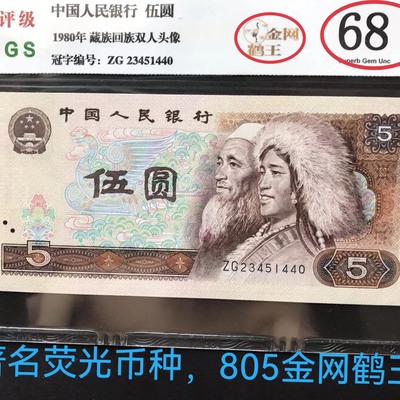 评级
GS
中国人民银行 伍圆
1980年 藏族回族双人头像
冠字编号: ZG 23451440
金网
鹤王
68
Superb Gem Unc
中国人民银行
5
伍圆
5
ZG23451440
5
著名荧光币种，805金网鹤王